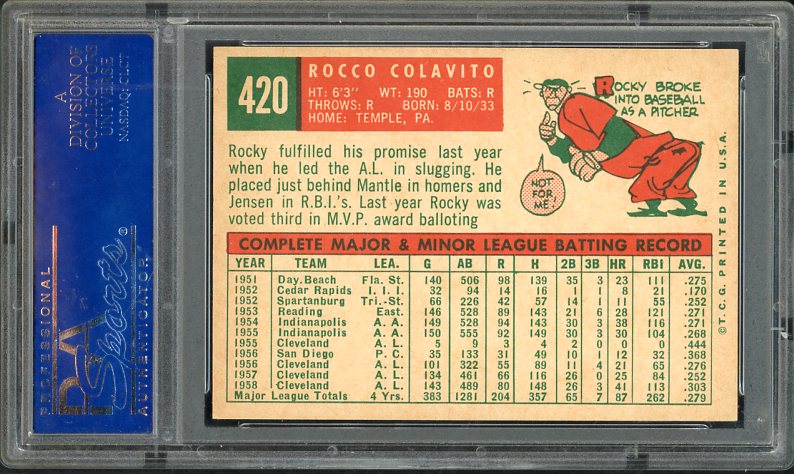 A
DIVISION OF
COLLECTORS
UNIVERSE
NASDAQ: CLCT
PROFESSIONAL
PSA
Sports®
AUTHENTICATOR
420
ROCCO COLAVITO
HT: 6'3" WT: 190 BATS: R
THROWS: R BORN: 8/10/33
HOME: TEMPLE, PA.
ROCKY BROKE
INTO BASEBALL
AS A PITCHER
NOT
FOR
ME!
Rocky fulfilled his promise last year
when he led the A.L. in slugging. He
placed just behind Mantle in homers and
Jensen in R.B.I.'s. Last year Rocky was
voted third in M.V.P. award balloting
COMPLETE MAJOR & MINOR LEAGUE BATTING RECORD
YEAR TEAM LEA. G AB R H 2B 3B HR RBI AVG.
1951 Day. Beach Fla. St. 140 506 98 139 35 3 23 111 .275
1952 Cedar Rapids I. I. I. 32 94 14 16 1 0 8 21 .170
1952 Spartanburg Tri.-St. 66 226 42 57 14 1 11 55 .252
1953 Reading East. 146 528 89 143 21 6 28 121 .271
1954 Indianapolis A. A. 149 528 94 143 30 3 38 116 .271
1955 Indianapolis A. A. 150 555 93 149 30 4 30 104 .268
1955 Cleveland A. L. 5 9 3 4 2 0 0 0 .444
1956 San Diego P. C. 35 133 31 49 10 1 12 32 .368
1956 Cleveland A. L. 101 322 55 89 11 4 21 65 .276
1957 Cleveland A. L. 134 461 66 116 26 0 25 84 .252
1958 Cleveland A. L. 143 489 80 148 26 3 41 113 .303
Major League Totals 4 Yrs. 383 1281 204 357 65 7 87 262 .279
© T.C.G. PRINTED IN U.S.A.